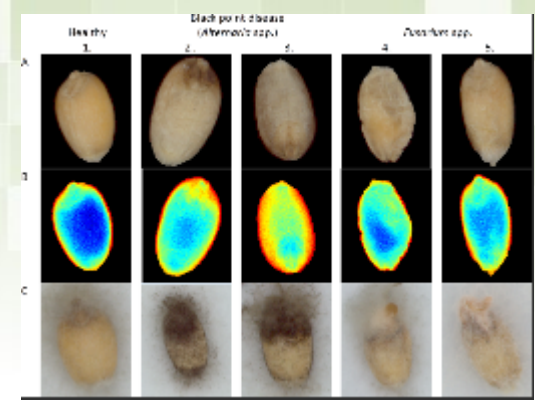 Black point disease
Healthy (Alternaria spp.) Fusarium spp.
1. 2. 3. 4 5.
A
B
C